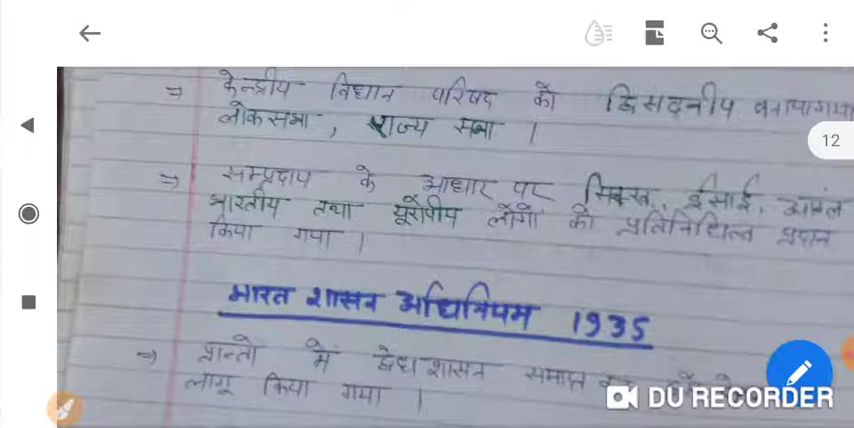 ⇒ केन्द्रीय विधान परिषद को द्विसदनीय बनाया गया
लोकसभा, राज्य सभा ।
12
⇒ सम्प्रदाय के आधार पर सिक्ख, ईसाई, आंग्ल
भारतीय तथा यूरोपीय लोगों को प्रतिनिधित्व प्रदान
किया गया ।
भारत शासन अधिनियम 1935
⇒ प्रान्तो में द्वैध शासन समाप्त
लागू किया गया ।
DU RECORDER